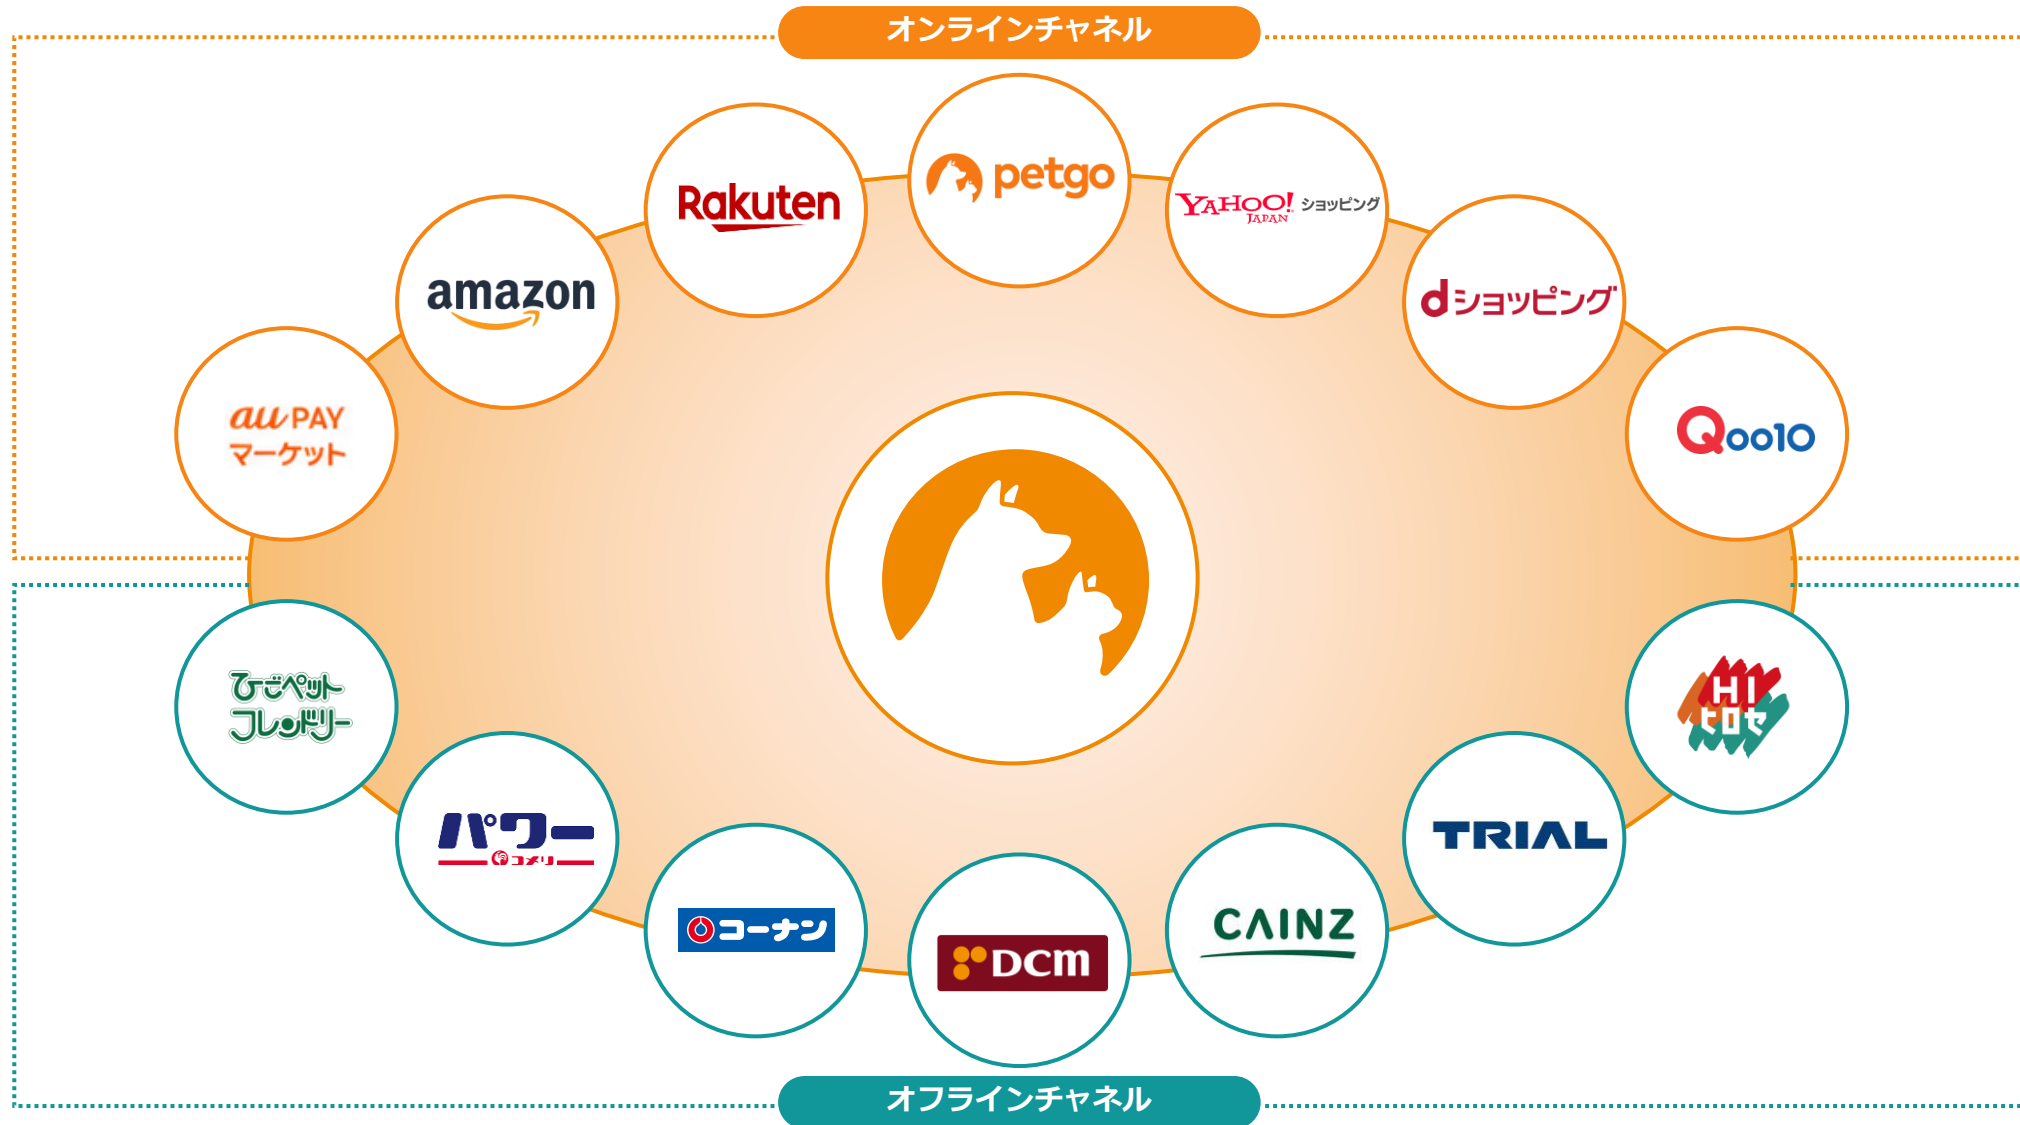 オンラインチャネル
petgo
Rakuten
YAHOO! ショッピング
JAPAN
amazon
dショッピング
au PAY
マーケット
Qoo10
ひごペット
フレンドリー
HI
ヒロセ
パワー
コメリ
TRIAL
コーナン
CAINZ
DCM
オフラインチャネル